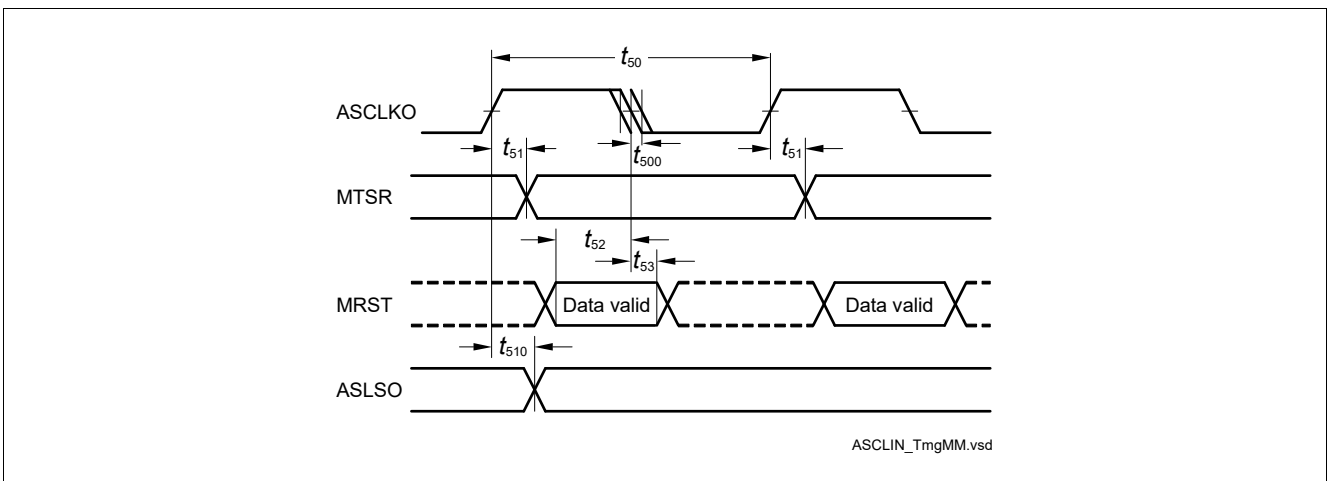 t50
ASCLKO
t51
t500
t51
MTSR
t52
t53
MRST
Data valid
Data valid
t510
ASLSO
ASCLIN_TmgMM.vsd